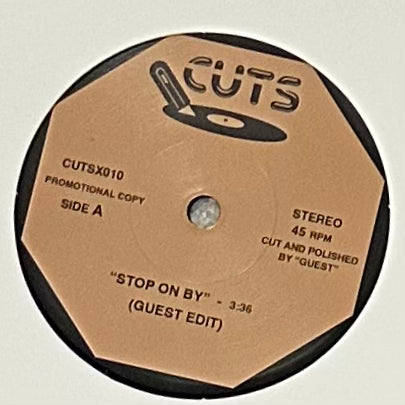 CUTS
CUTSX010
PROMOTIONAL COPY
SIDE A
STEREO
45 RPM
CUT AND POLISHED
BY "GUEST"
"STOP ON BY" - 3:36
(GUEST EDIT)